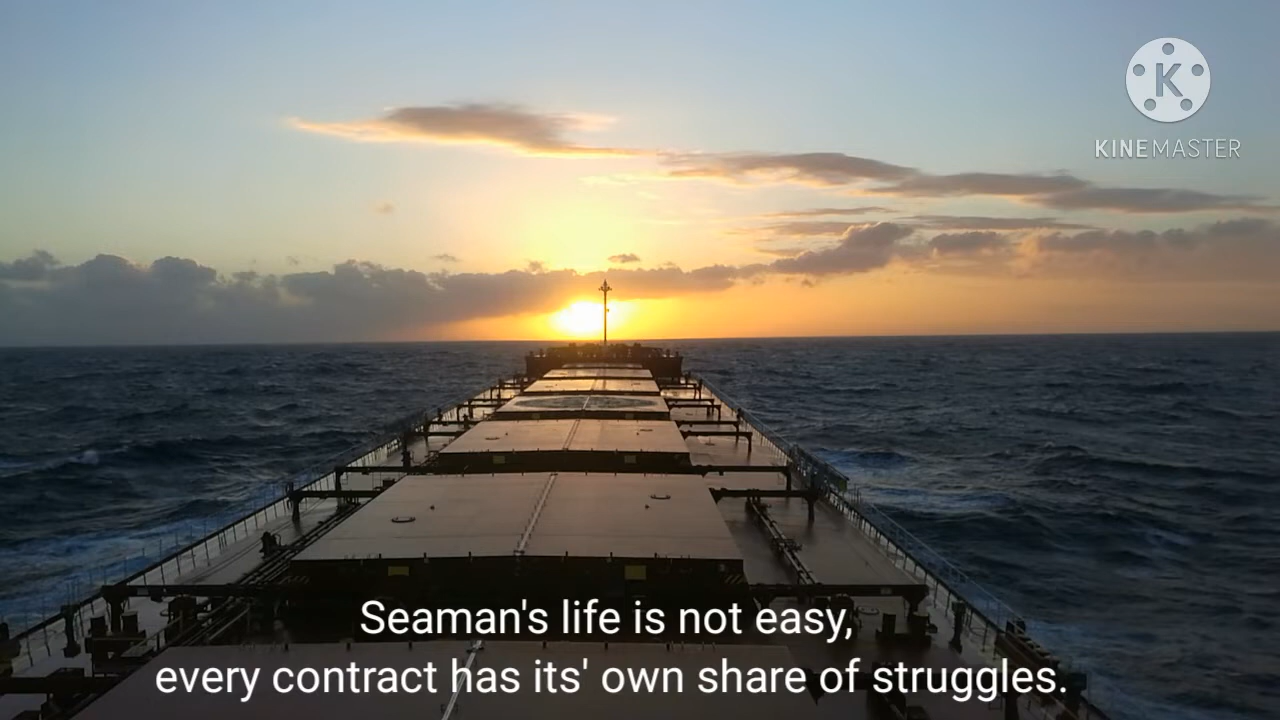 K
KINEMASTER
Seaman's life is not easy,
every contract has its' own share of struggles.